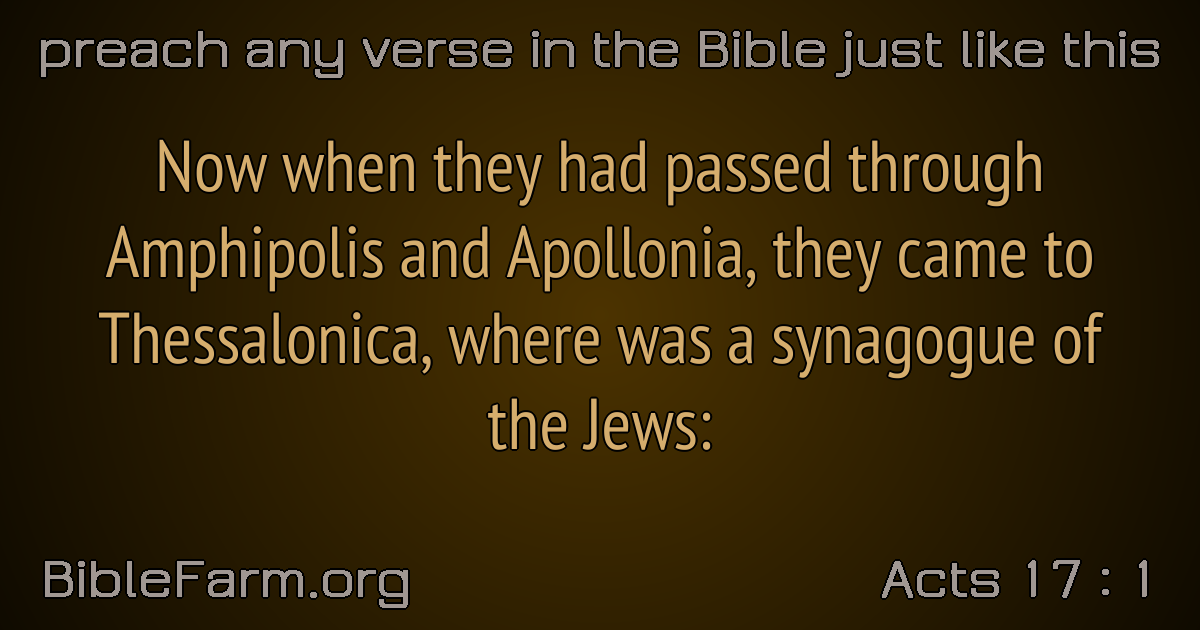 preach any verse in the Bible just like this
Now when they had passed through
Amphipolis and Apollonia, they came to
Thessalonica, where was a synagogue of
the Jews:
BibleFarm.org
Acts 17 : 1